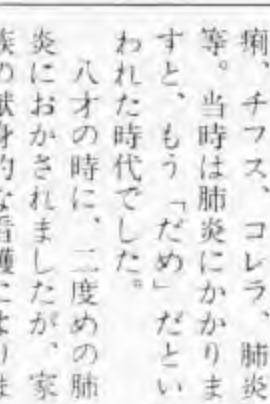 痢、チフス、コレラ、肺炎
等。当時は肺炎にかかりま
すと、もう「だめ」だとい
われた時代でした。
八才の時に、二度めの肺
炎におかされましたが、家
族の献身的な看護によりま